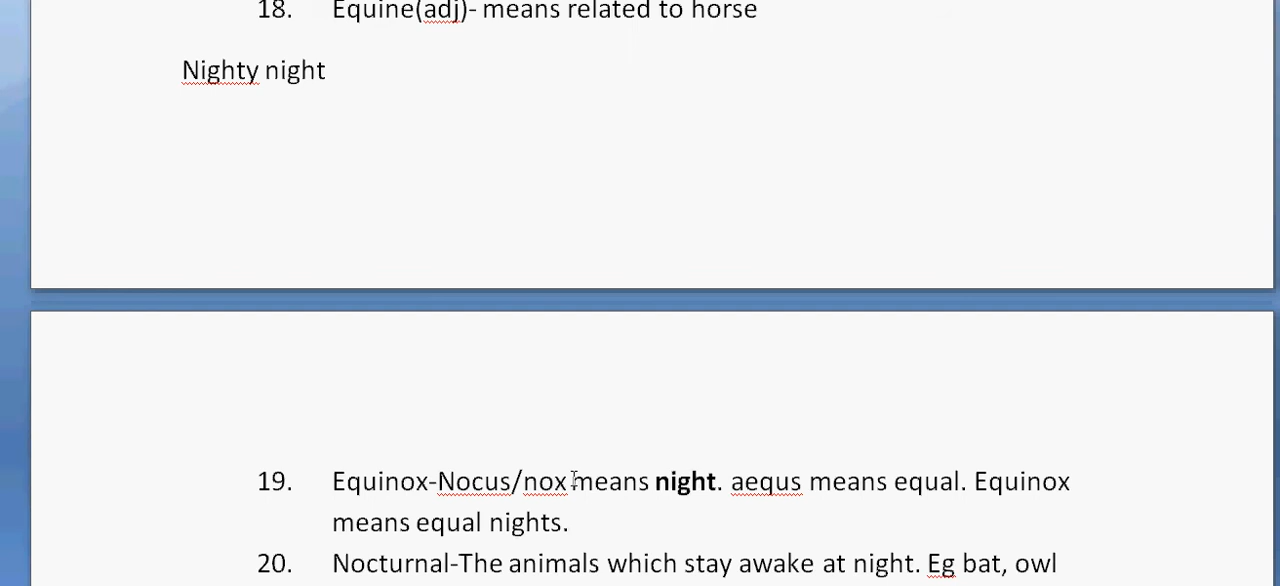 18. Equine(adj)- means related to horse
Nighty night
19. Equinox-Nocus/nox means night. aequs means equal. Equinox
means equal nights.
20. Nocturnal-The animals which stay awake at night. Eg bat, owl